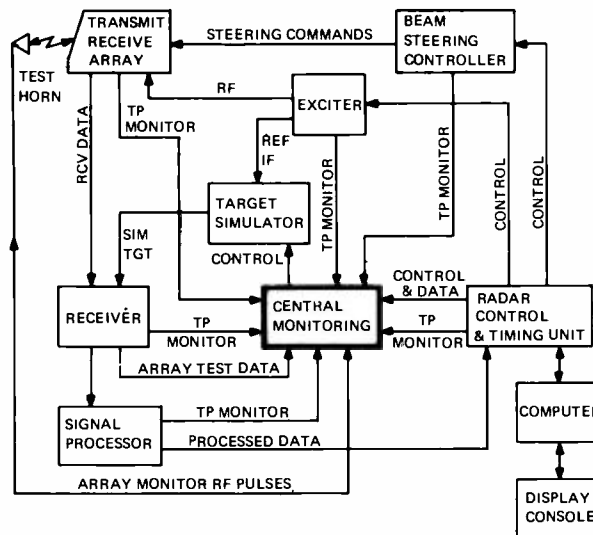 TRANSMIT
RECEIVE
ARRAY
TEST
HORN
STEERING COMMANDS
BEAM
STEERING
CONTROLLER
RF
EXCITER
RCV DATA
TP
MONITOR
REF
IF
TP MONITOR
TP MONITOR
CONTROL
CONTROL
TARGET
SIMULATOR
SIM
TGT
CONTROL
RECEIVER
TP
MONITOR
CENTRAL
MONITORING
CONTROL
& DATA
TP
MONITOR
RADAR
CONTROL
& TIMING UNIT
ARRAY TEST DATA
SIGNAL
PROCESSOR
TP MONITOR
PROCESSED DATA
COMPUTER
ARRAY MONITOR RF PULSES
DISPLAY
CONSOLE